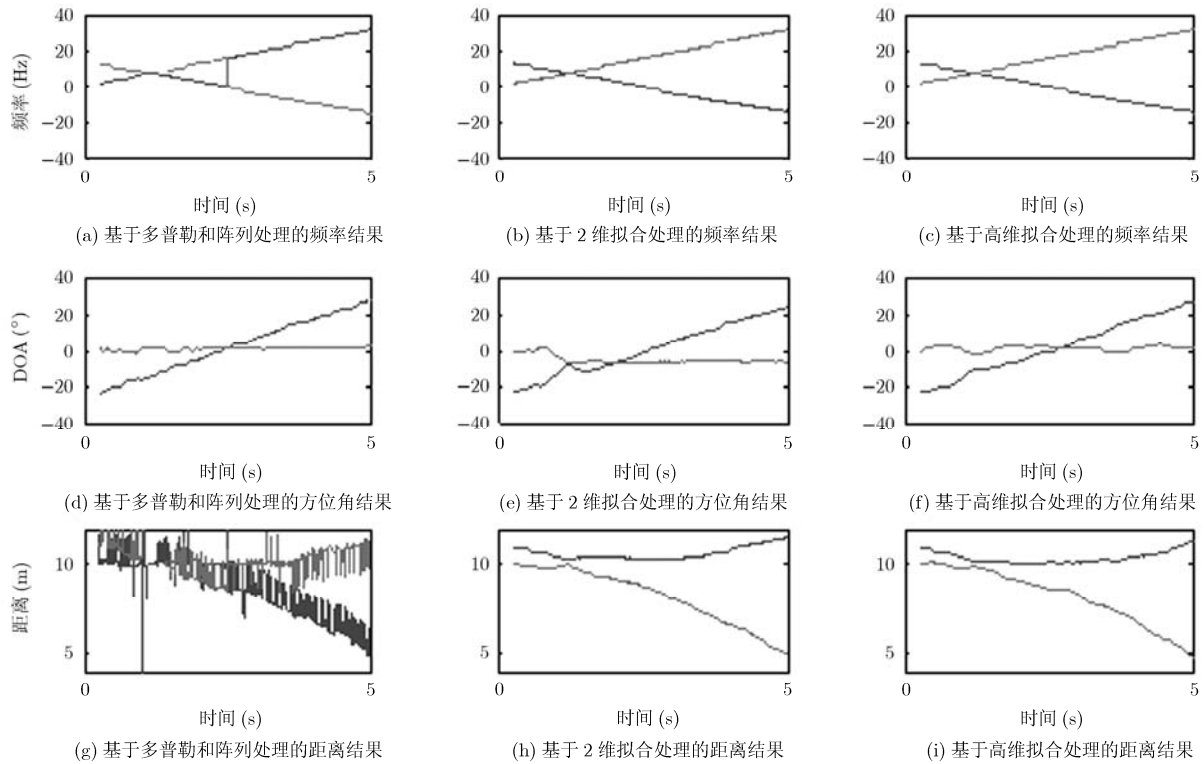 40
20
0
−20
−40
频率 (Hz)
0 5
时间 (s)
(a) 基于多普勒和阵列处理的频率结果
40
20
0
−20
−40
0 5
时间 (s)
(b) 基于 2 维拟合处理的频率结果
40
20
0
−20
−40
0 5
时间 (s)
(c) 基于高维拟合处理的频率结果
40
20
0
−20
−40
DOA (°)
0 5
时间 (s)
(d) 基于多普勒和阵列处理的方位角结果
40
20
0
−20
−40
0 5
时间 (s)
(e) 基于 2 维拟合处理的方位角结果
40
20
0
−20
−40
0 5
时间 (s)
(f) 基于高维拟合处理的方位角结果
10
5
距离 (m)
0 5
时间 (s)
(g) 基于多普勒和阵列处理的距离结果
10
5
0 5
时间 (s)
(h) 基于 2 维拟合处理的距离结果
10
5
0 5
时间 (s)
(i) 基于高维拟合处理的距离结果